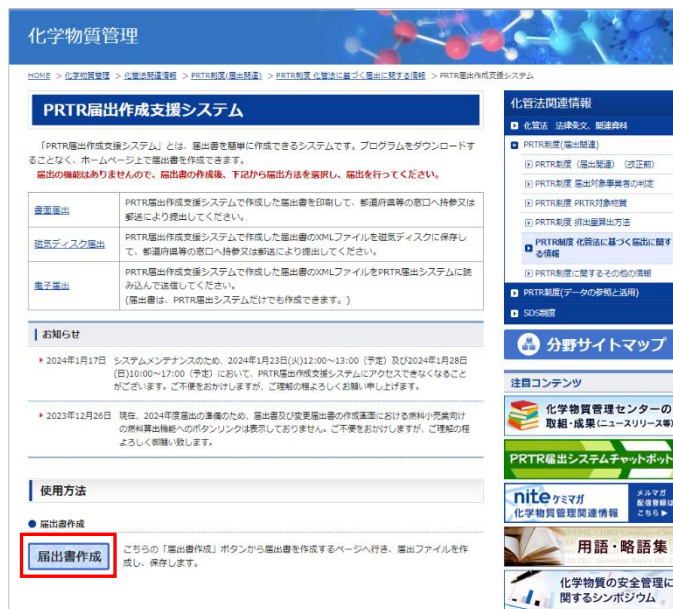 化学物質管理
HOME > 化学物質管理 > 化管法関連情報 > PRTR制度(届出関連) > PRTR制度 化管法に基づく届出に関する情報 > PRTR届出作成支援システム
PRTR届出作成支援システム
「PRTR届出作成支援システム」とは、届出書を簡単に作成できるシステムです。プログラムをダウンロードす
ることなく、ホームページ上で届出書を作成できます。
届出の機能はありませんので、届出書の作成後、下記から届出方法を選択し、届出を行ってください。
書面届出
PRTR届出作成支援システムで作成した届出書を印刷して、都道府県等の窓口へ持参又は
郵送により提出してください。
磁気ディスク届出
PRTR届出作成支援システムで作成した届出書のXMLファイルを磁気ディスクに保存し
て、都道府県等の窓口へ持参又は郵送により提出してください。
電子届出
PRTR届出作成支援システムで作成した届出書のXMLファイルをPRTR届出システムに読
み込んで送信してください。
(届出書は、PRTR届出システムだけでも作成できます。)
お知らせ
2024年1月17日 システムメンテナンスのため、2024年1月23日(火)12:00~13:00（予定）及び2024年1月28日
(日)10:00~17:00（予定）において、PRTR届出作成支援システムにアクセスできなくなること
がございます。ご不便をおかけしますが、ご理解の程よろしくお願い申し上げます。
2023年12月26日 現在、2024年度届出の準備のため、届出書及び変更届出書の作成画面における燃料小売業向け
の燃料算出機能へのボタンリンクは表示しておりません。ご不便をおかけしますが、ご理解の程
よろしく御願い致します。
使用方法
● 届出書作成
届出書作成
こちらの「届出書作成」ボタンから届出書を作成するページへ行き、届出ファイルを作
成し、保存します。
化管法関連情報
化管法 法律条文、関連資料
PRTR制度(届出関連)
PRTR制度（届出関連）（改正前）
PRTR制度 届出対象事業者の判定
PRTR制度 PRTR対象物質
PRTR制度 排出量算出方法
PRTR制度 化管法に基づく届出に関す
る情報
PRTR制度に関するその他の情報
PRTR制度(データの参照と活用)
SDS制度
分野サイトマップ
注目コンテンツ
化学物質管理センターの
取組・成果(ニュースリリース等)
PRTR届出システムチャットボット
nite ケミマガ
化学物質管理関連情報
メルマガ
配信登録は
こちら▶
用語・略語集
化学物質の安全管理に
関するシンポジウム